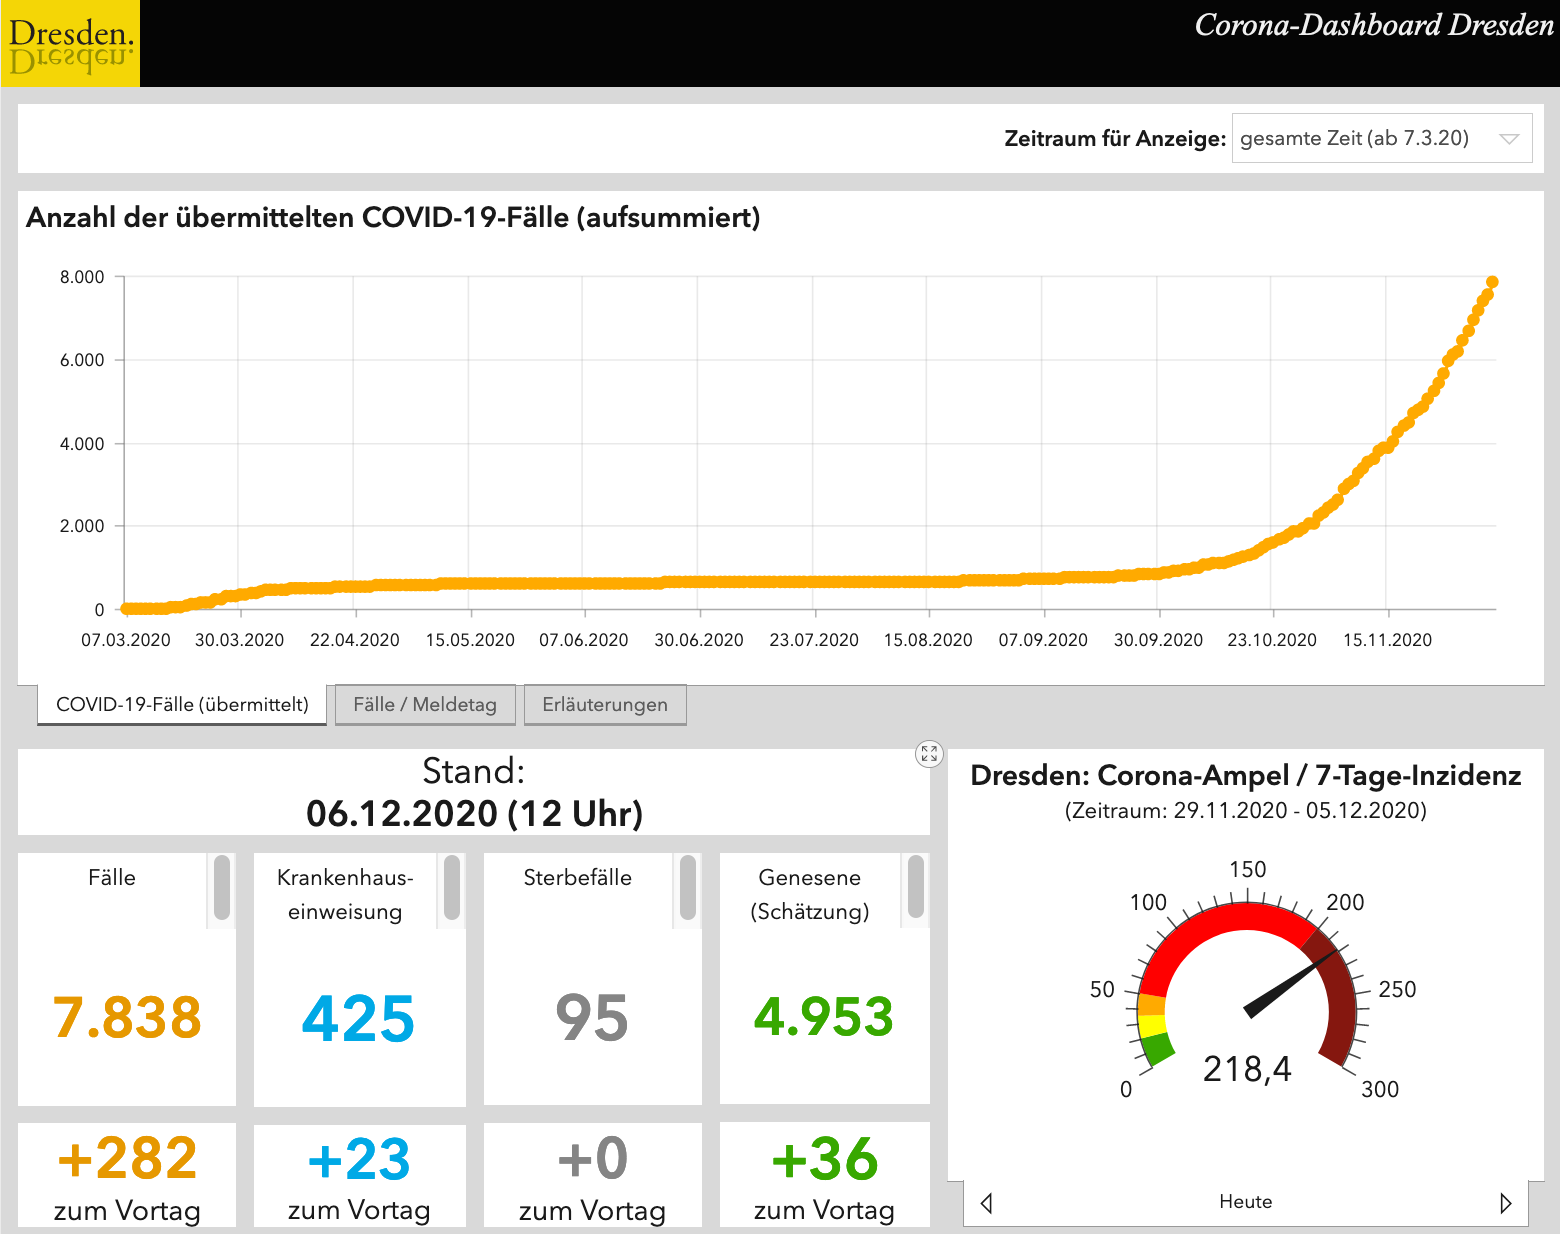 Dresden.
Corona-Dashboard Dresden
Zeitraum für Anzeige: gesamte Zeit (ab 7.3.20)
Anzahl der übermittelten COVID-19-Fälle (aufsummiert)
8.000
6.000
4.000
2.000
0
07.03.2020 30.03.2020 22.04.2020 15.05.2020 07.06.2020 30.06.2020 23.07.2020 15.08.2020 07.09.2020 30.09.2020 23.10.2020 15.11.2020
COVID-19-Fälle (übermittelt) Fälle / Meldetag Erläuterungen
Stand:
06.12.2020 (12 Uhr)
Fälle
7.838
+282
zum Vortag
Krankenhaus-
einweisung
425
+23
zum Vortag
Sterbefälle
95
+0
zum Vortag
Genesene
(Schätzung)
4.953
+36
zum Vortag
Dresden: Corona-Ampel / 7-Tage-Inzidenz
(Zeitraum: 29.11.2020 - 05.12.2020)
0
50
100
150
200
250
300
218,4
Heute